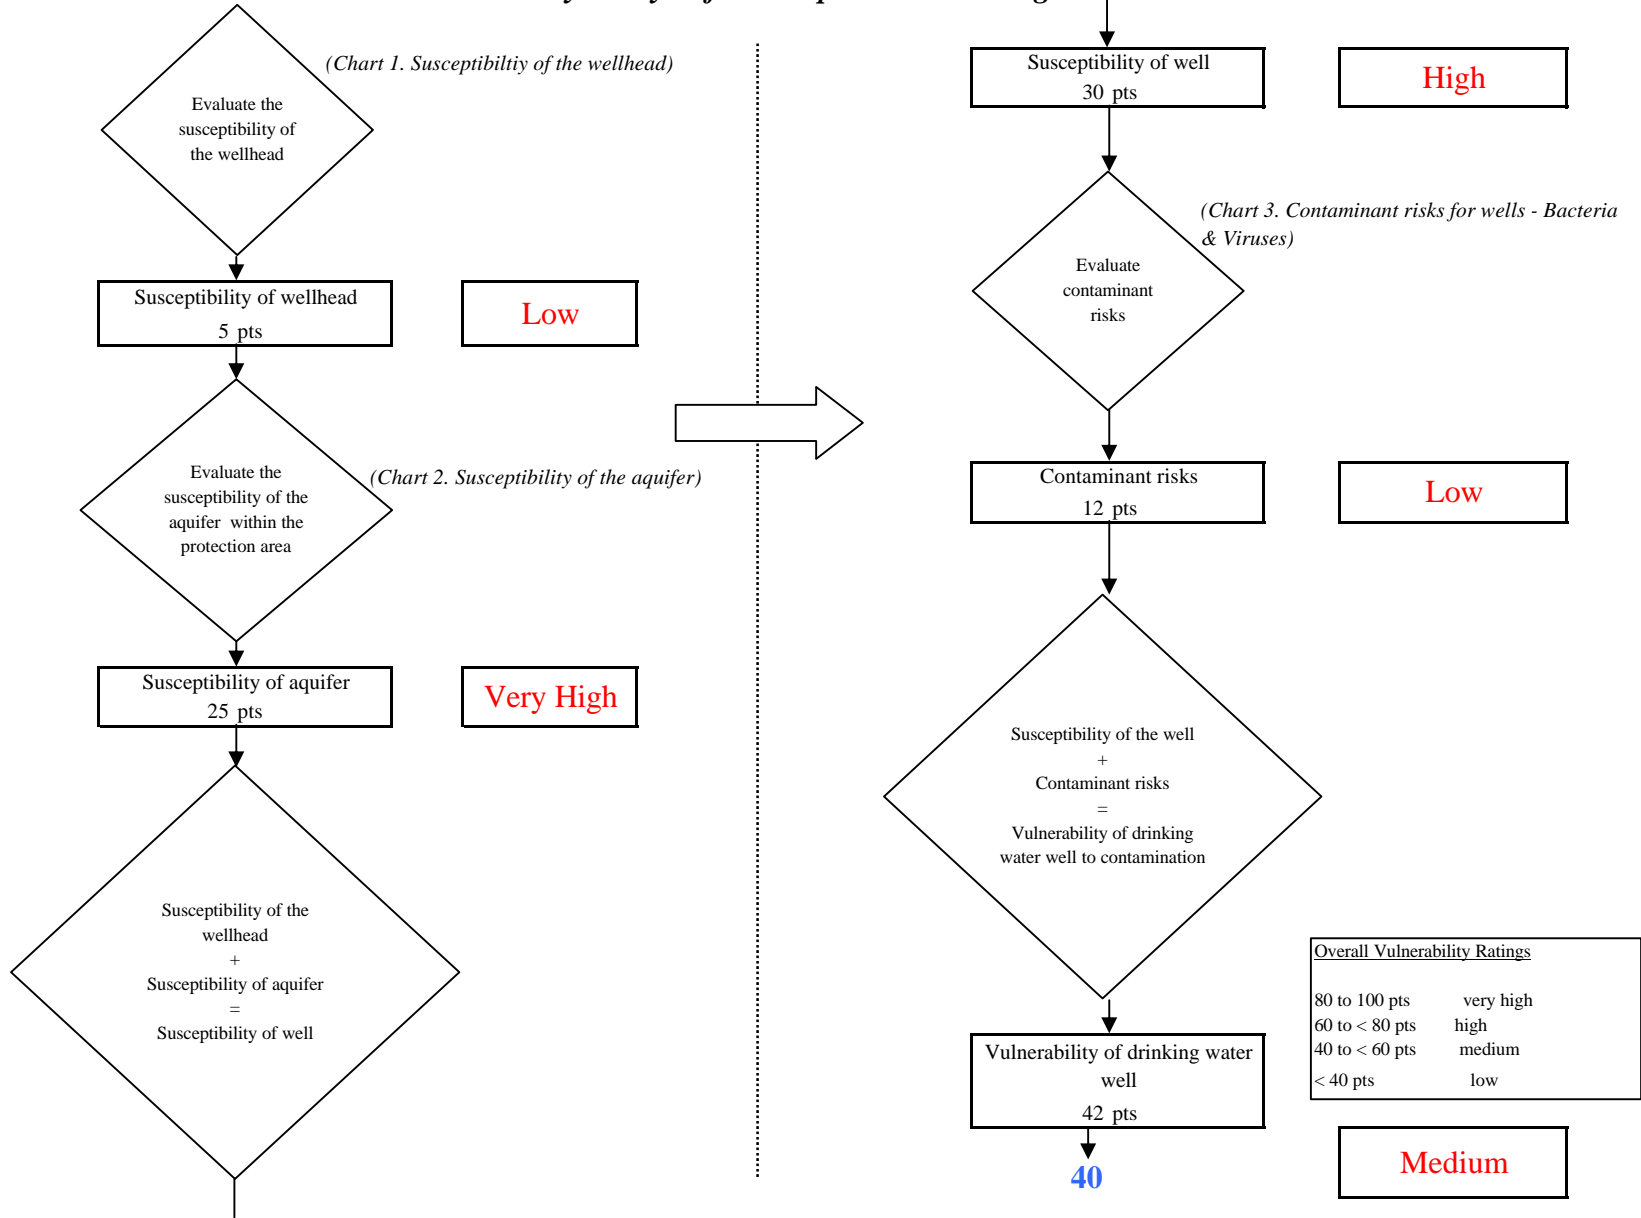 (Chart 1. Susceptibiltiy of the wellhead)
Evaluate the
susceptibility of
the wellhead
Susceptibility of wellhead
5 pts
Low
Evaluate the
susceptibility of the
aquifer within the
protection area
(Chart 2. Susceptibility of the aquifer)
Susceptibility of aquifer
25 pts
Very High
Susceptibility of the
wellhead
+
Susceptibility of aquifer
=
Susceptibility of well
Susceptibility of well
30 pts
High
(Chart 3. Contaminant risks for wells - Bacteria
& Viruses)
Evaluate
contaminant
risks
Contaminant risks
12 pts
Low
Susceptibility of the well
+
Contaminant risks
=
Vulnerability of drinking
water well to contamination
Overall Vulnerability Ratings
80 to 100 pts very high
60 to < 80 pts high
40 to < 60 pts medium
< 40 pts low
Vulnerability of drinking water
well
42 pts
40
Medium